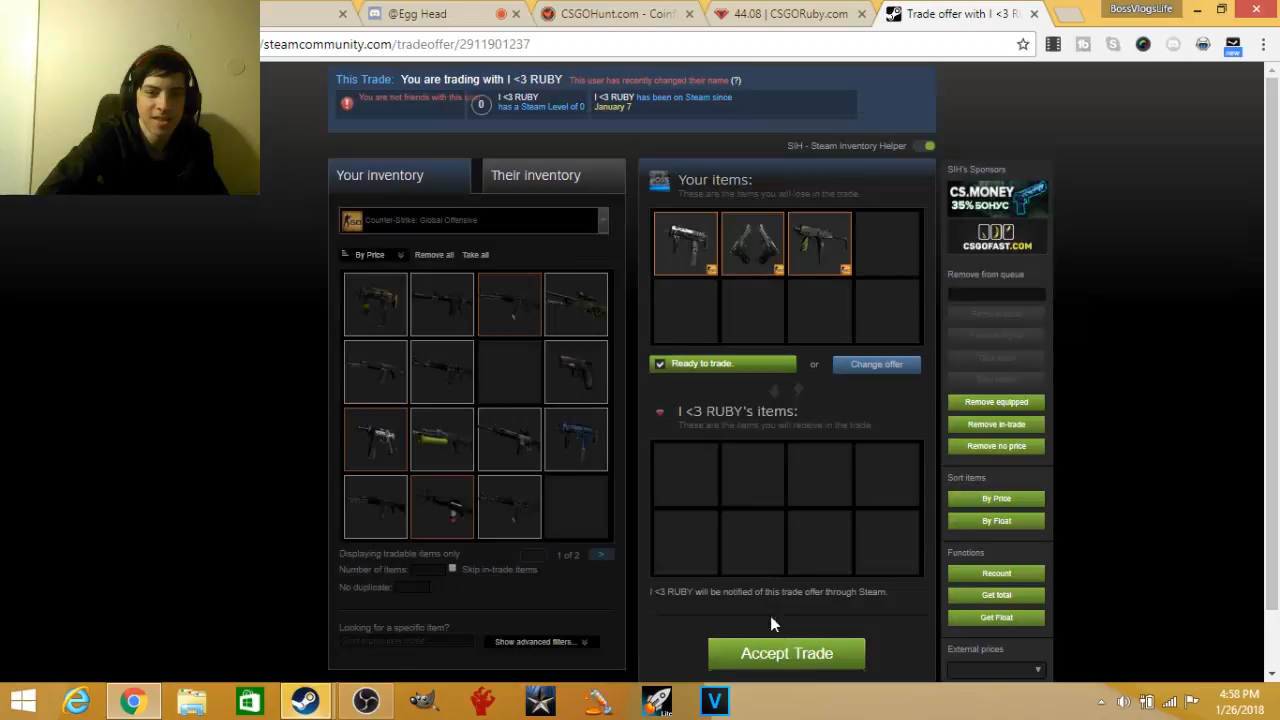 @Egg Head
CSGOHunt.com - Coinf
44.08 | CSGORuby.com
Trade offer with I <3 RU
BossVlogsLife
/steamcommunity.com/tradeoffer/2911901237
new
This Trade: You are trading with I <3 RUBY This user has recently changed their name (?)
You are not friends with this
0
I <3 RUBY
has a Steam Level of 0
I <3 RUBY has been on Steam since
January 7
SIH - Steam Inventory Helper
Your inventory
Their inventory
Counter-Strike: Global Offensive
By Price
Remove all
Take all
Displaying tradable items only
1 of 2
>
Number of items:
Skip in-trade items
No duplicate:
Looking for a specific item?
Show advanced filters...
Your items:
These are the items you will lose in the trade.
Ready to trade.
or
Change offer
I <3 RUBY's items:
These are the items you will receive in the trade.
I <3 RUBY will be notified of this trade offer through Steam.
Accept Trade
SIH's Sponsors
CS.MONEY
35% БОНУС
CSGOFAST.COM
Remove from queue
Remove equipped
Remove in-trade
Remove no price
Sort items
By Price
By Float
Functions
Recount
Get total
Get Float
External prices
Lite
V
4:58 PM
1/26/2018